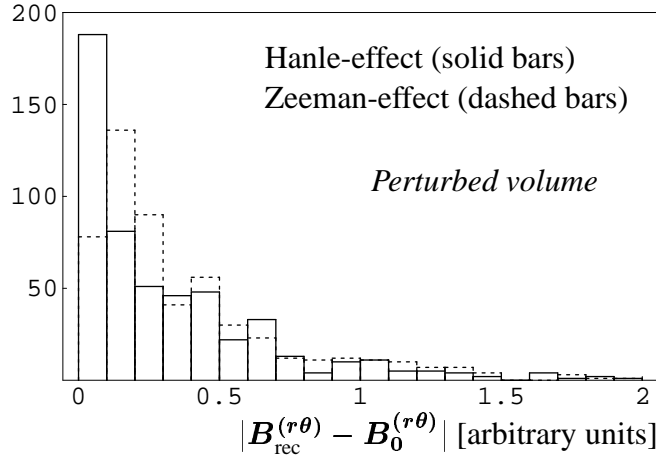 200
Hanle-effect (solid bars)
Zeeman-effect (dashed bars)
150
Perturbed volume
100
50
0 0.5 1 1.5 2
|B_rec^(rθ) − B_0^(rθ)| [arbitrary units]